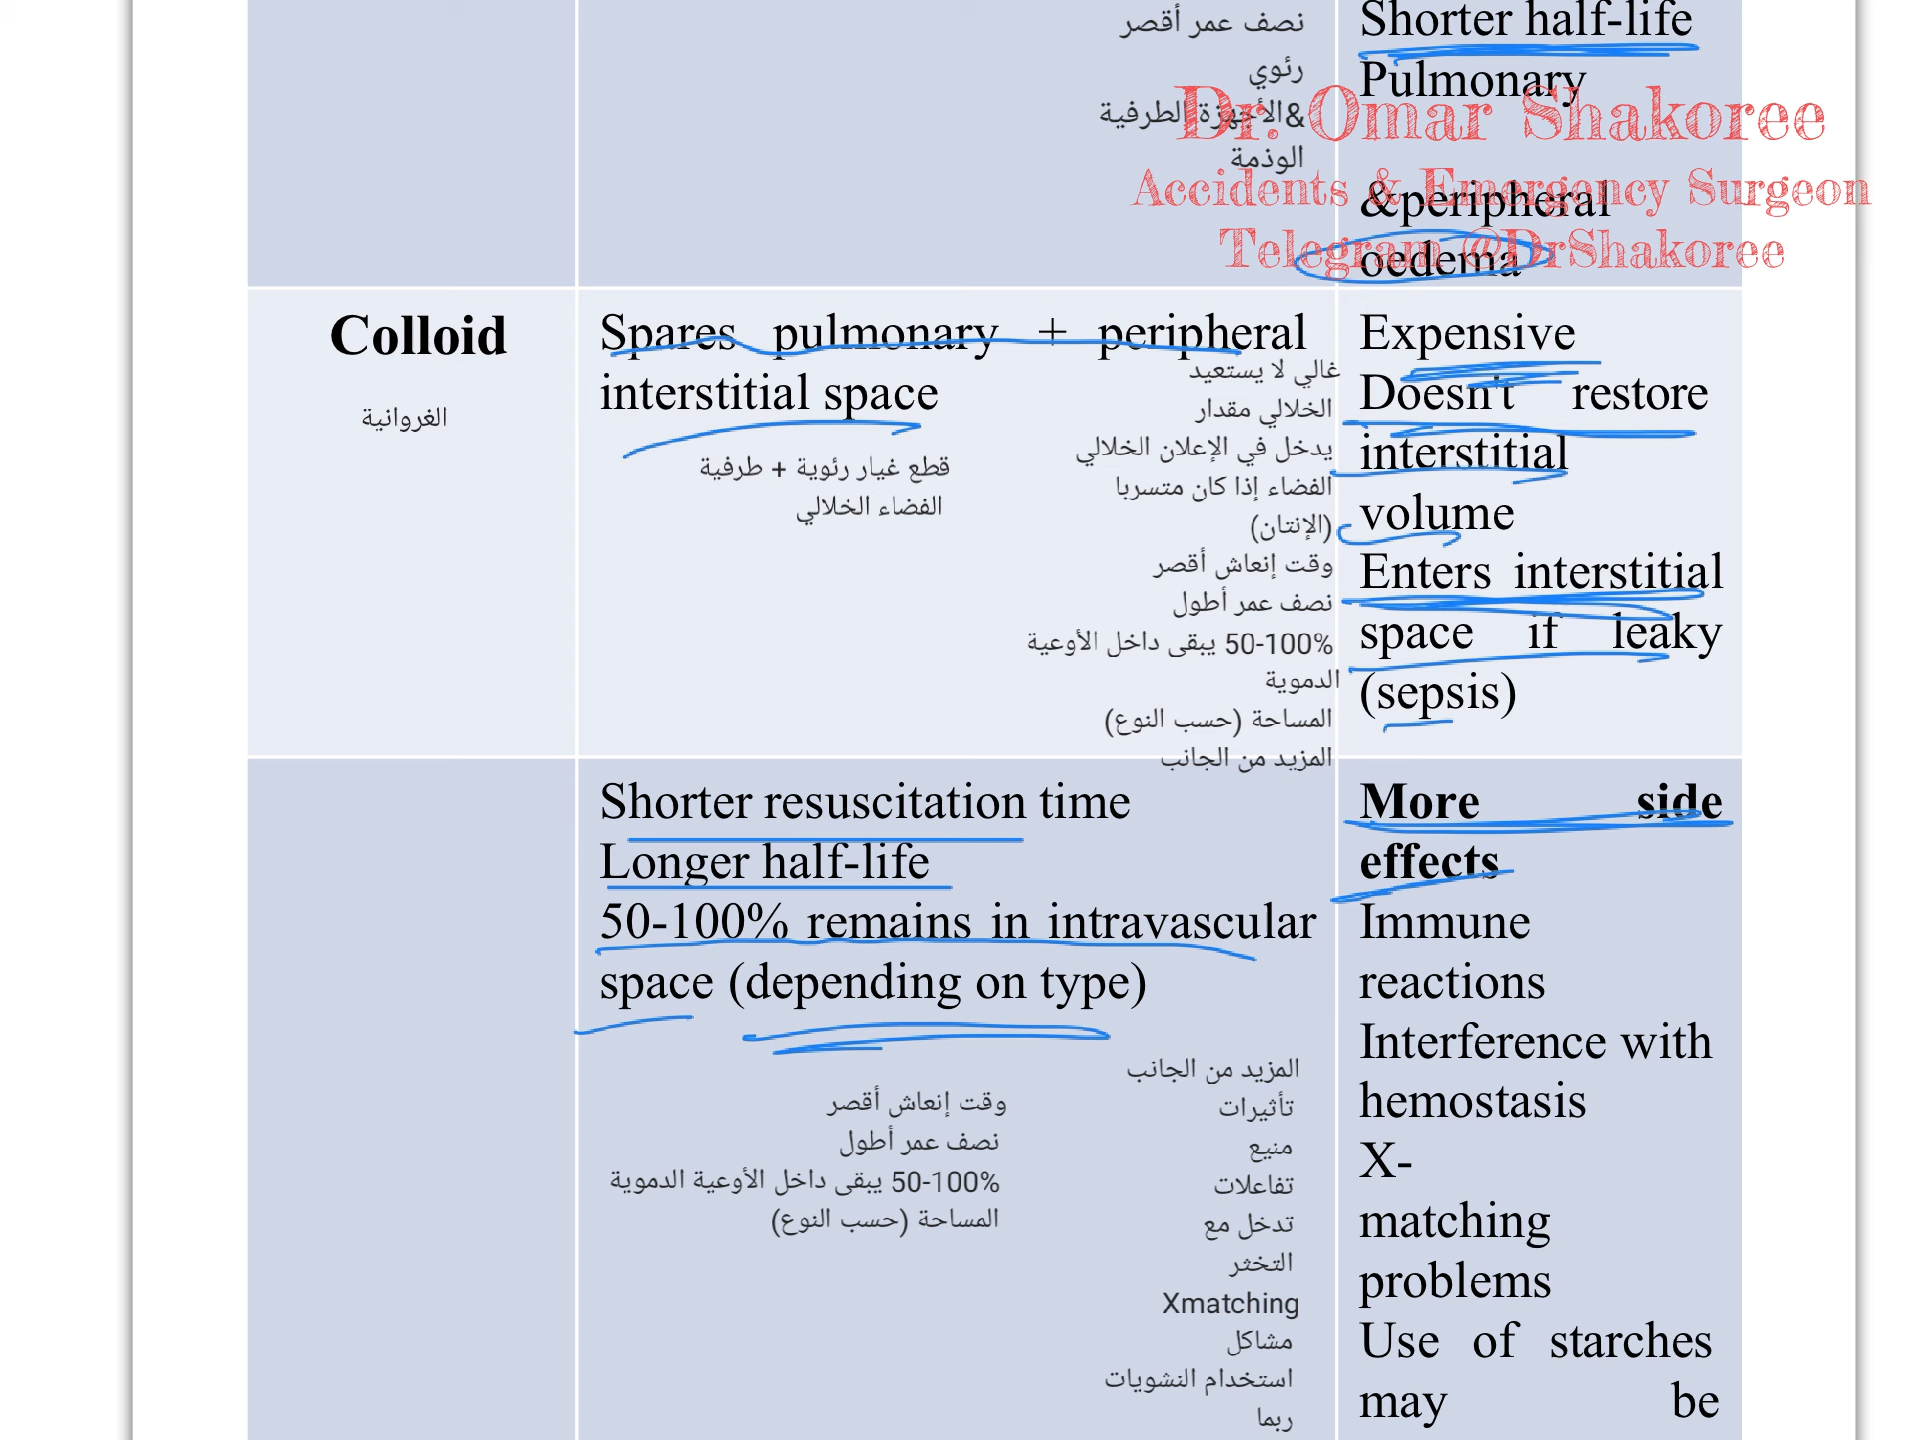 نصف عمر أقصر
رئوي
&الأجهزة الطرفية
الوذمة
Shorter half-life
Pulmonary
&peripheral
oedema
Dr. Omar Shakoree
Accidents & Emergency Surgeon
Telegram @DrShakoree
Colloid
الغروانية
Spares pulmonary + peripheral
interstitial space
قطع غيار رئوية + طرفية
الفضاء الخلالي
غالي لا يستعيد
الخلالي مقدار
يدخل في الإعلان الخلالي
الفضاء إذا كان متسربا
(الإنتان)
وقت إنعاش أقصر
نصف عمر أطول
50-100% يبقى داخل الأوعية
الدموية
المساحة (حسب النوع)
المزيد من الجانب
Expensive
Doesn't restore
interstitial
volume
Enters interstitial
space if leaky
(sepsis)
Shorter resuscitation time
Longer half-life
50-100% remains in intravascular
space (depending on type)
وقت إنعاش أقصر
نصف عمر أطول
50-100% يبقى داخل الأوعية الدموية
المساحة (حسب النوع)
المزيد من الجانب
تأثيرات
منيع
تفاعلات
تدخل مع
التخثر
Xmatching
مشاكل
استخدام النشويات
ربما
More side
effects
Immune
reactions
Interference with
hemostasis
X-
matching
problems
Use of starches
may be